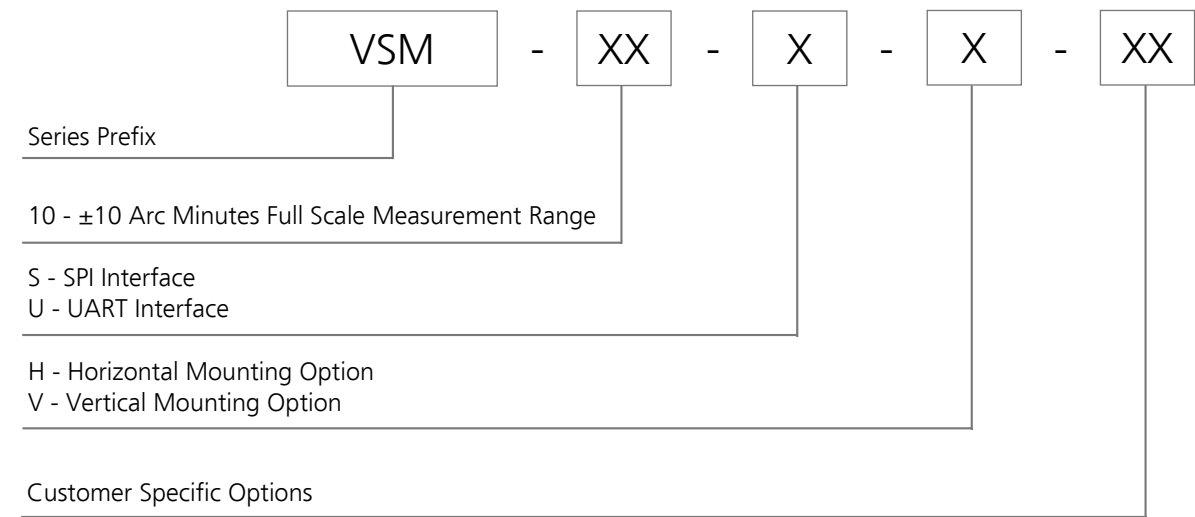 VSM - XX - X - X - XX
Series Prefix
10 - ±10 Arc Minutes Full Scale Measurement Range
S - SPI Interface
U - UART Interface
H - Horizontal Mounting Option
V - Vertical Mounting Option
Customer Specific Options